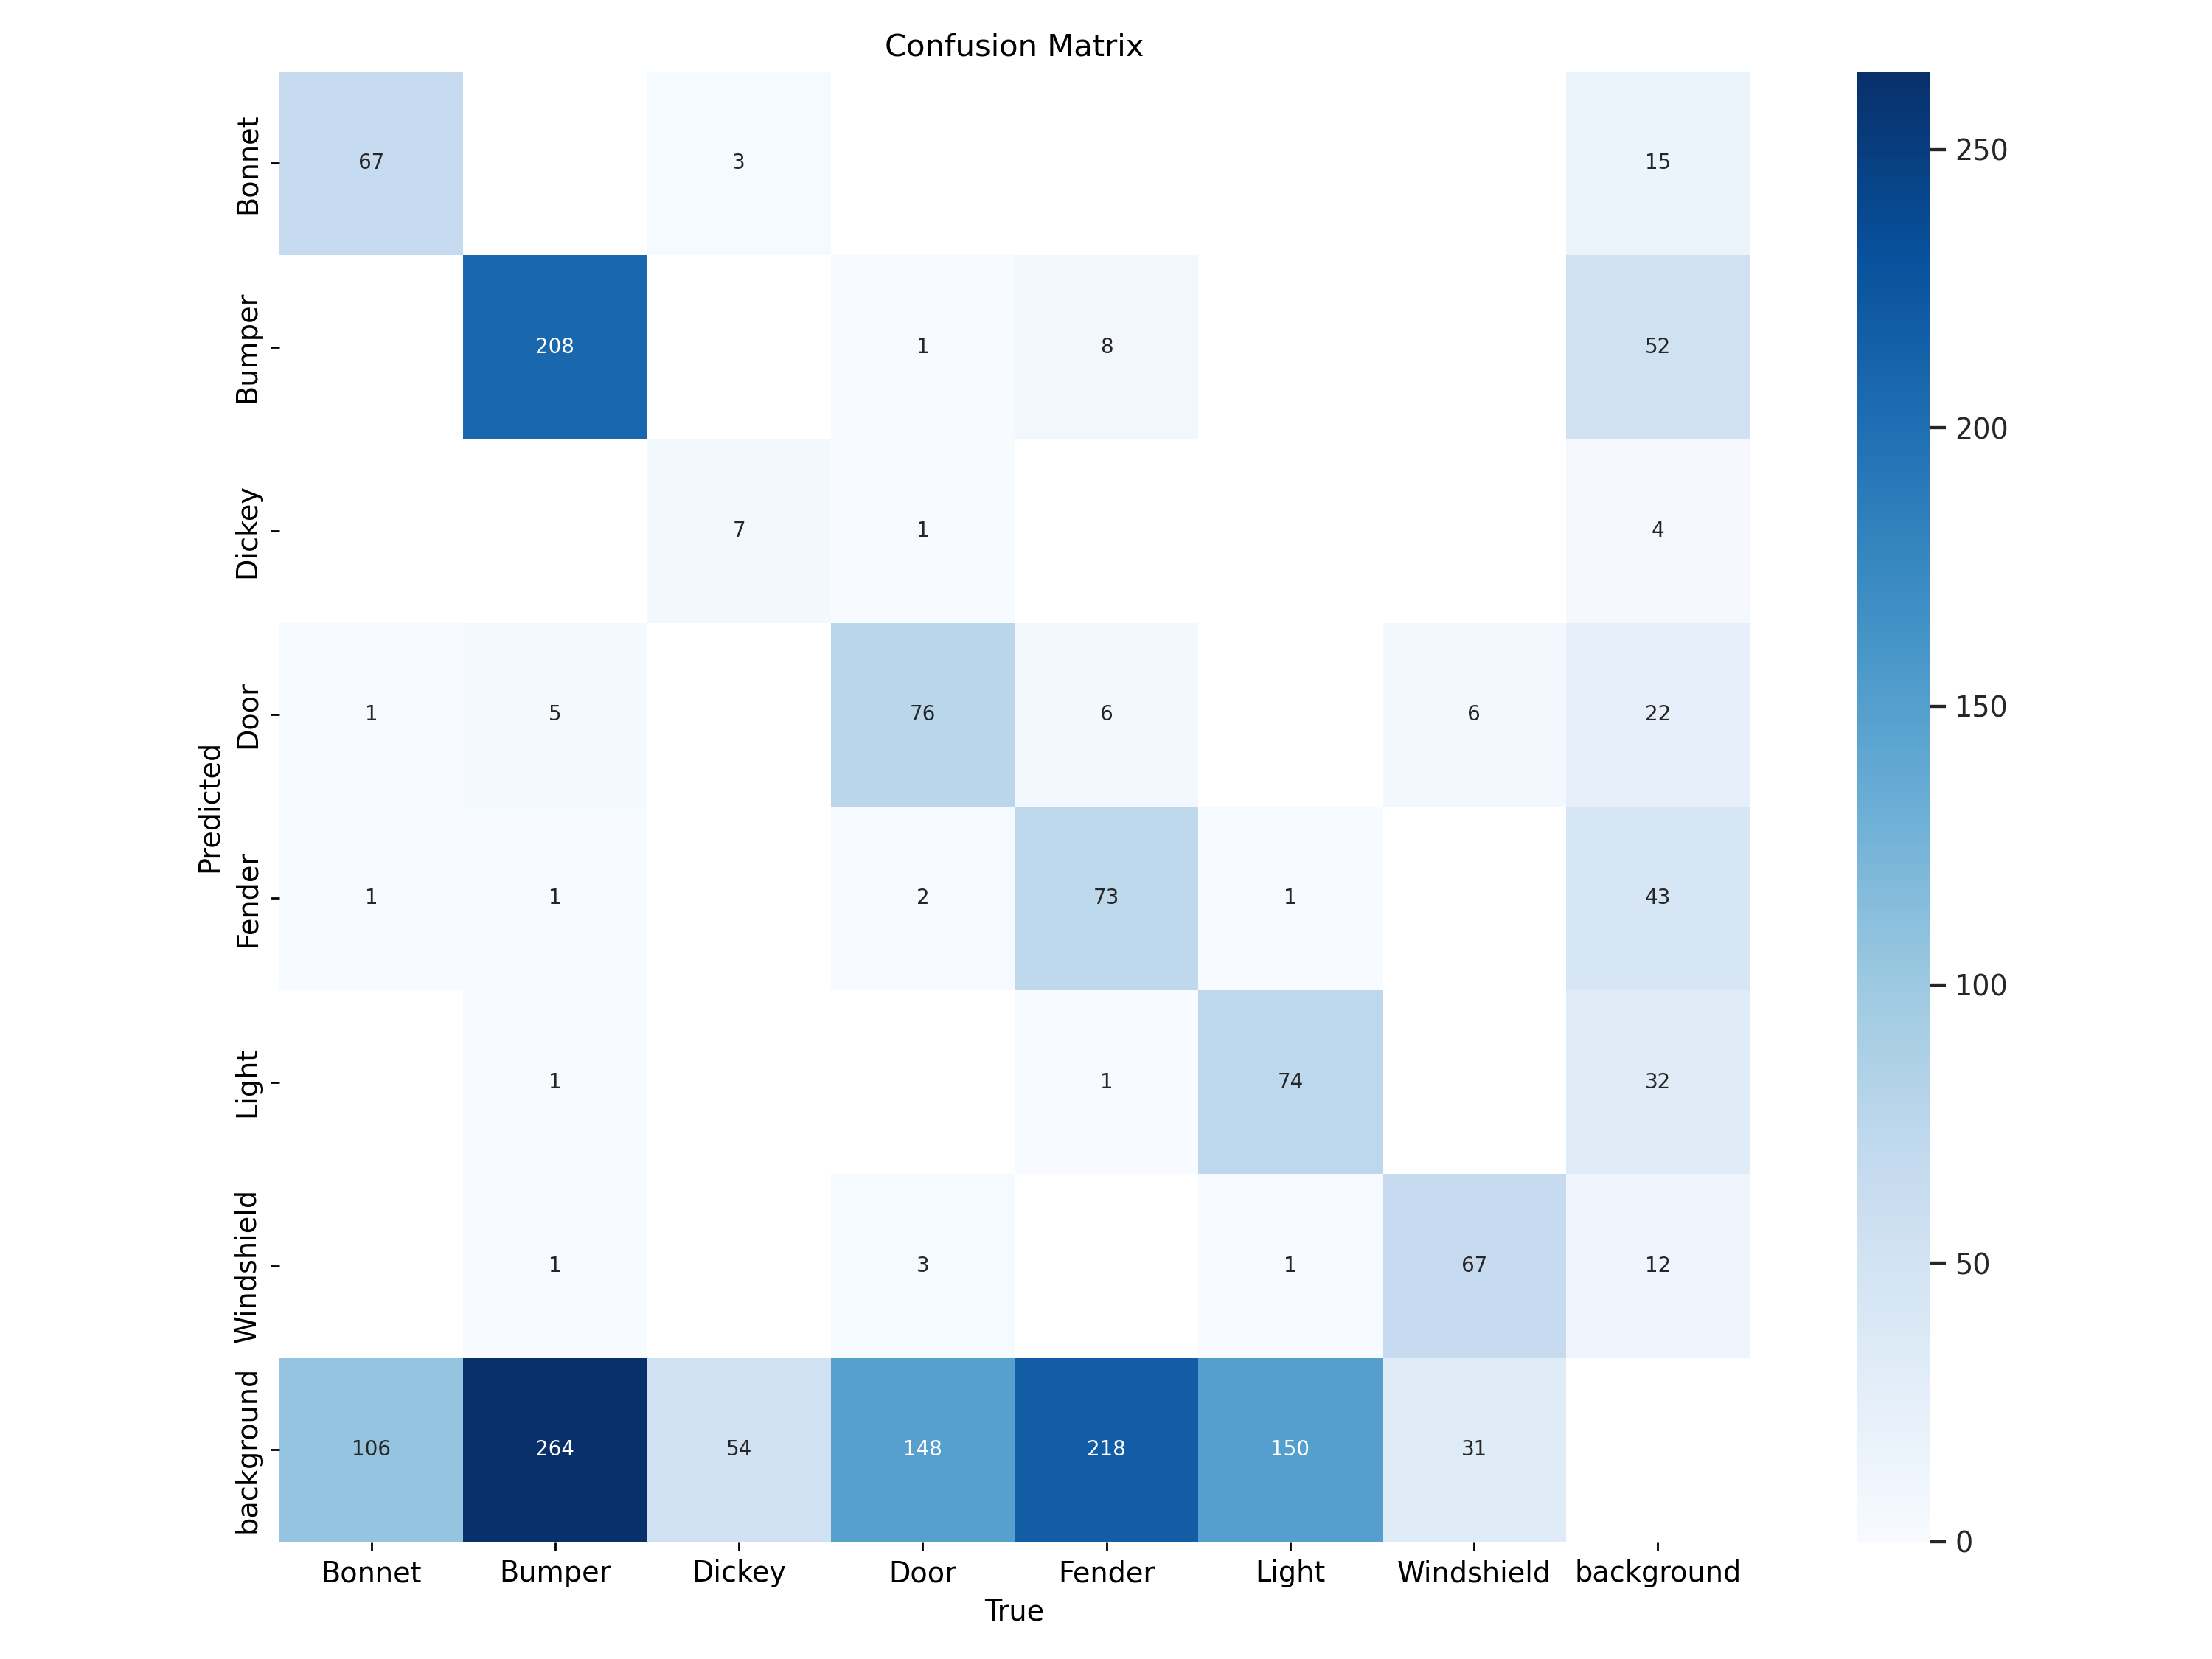 Confusion Matrix
Predicted
Bonnet 67 3 15
Bumper 208 1 8 52
Dickey 7 1 4
Door 1 5 76 6 6 22
Fender 1 1 2 73 1 43
Light 1 1 74 32
Windshield 1 3 1 67 12
background 106 264 54 148 218 150 31
Bonnet Bumper Dickey Door Fender Light Windshield background
True
250
200
150
100
50
0